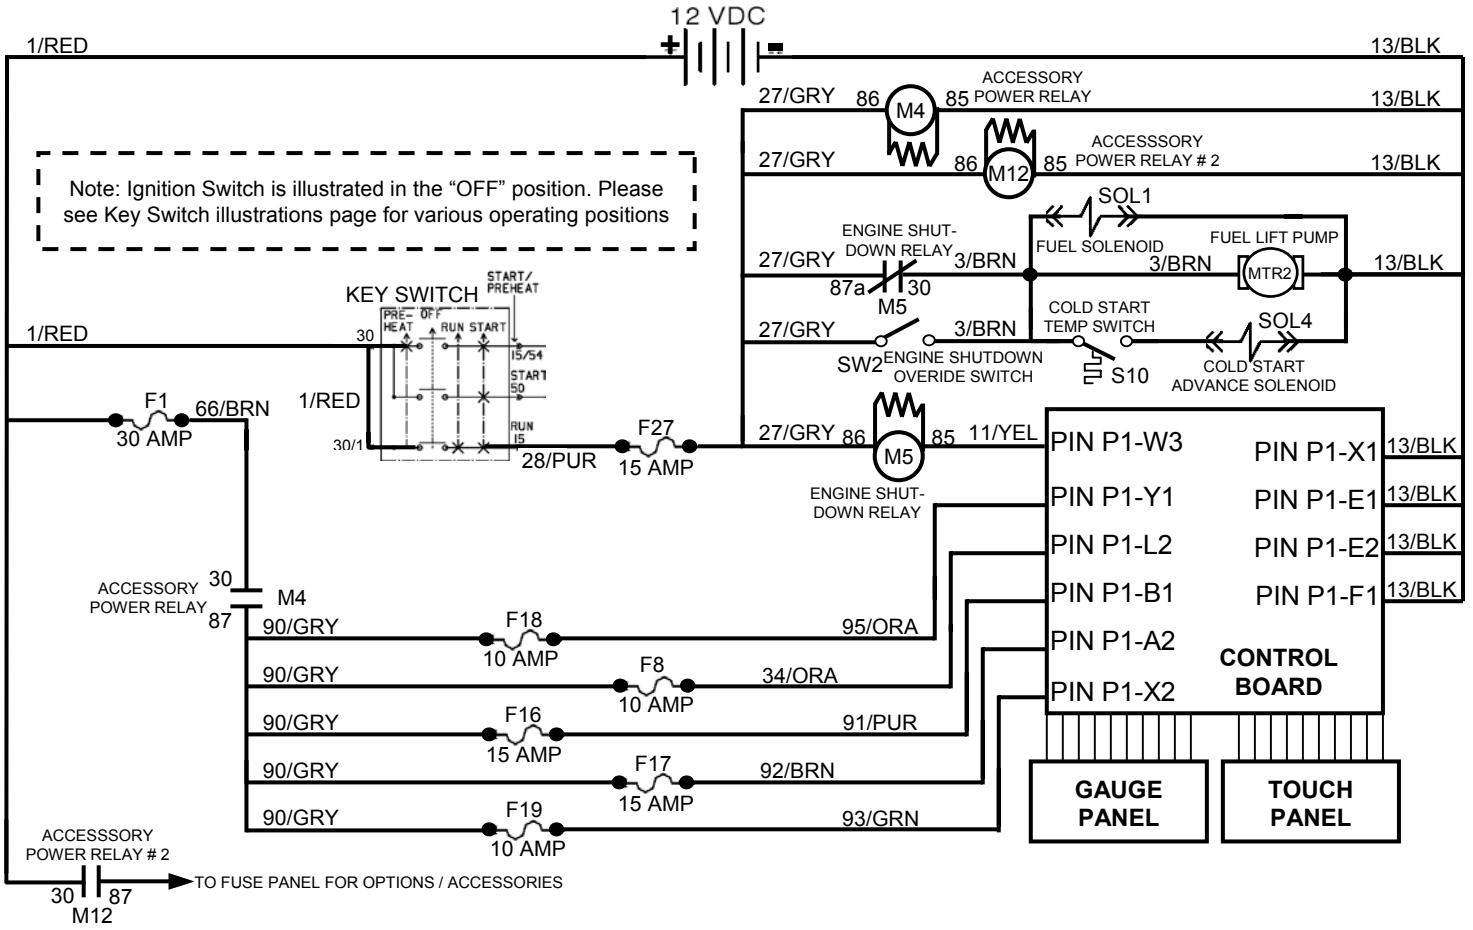 12 VDC
1/RED
+
-
13/BLK
ACCESSORY
POWER RELAY
27/GRY
86
M4
85
13/BLK
ACCESSSORY
POWER RELAY # 2
27/GRY
86
M12
85
13/BLK
Note: Ignition Switch is illustrated in the “OFF” position. Please
see Key Switch illustrations page for various operating positions
SOL1
FUEL SOLENOID
ENGINE SHUT-
DOWN RELAY
27/GRY
87a
30
M5
3/BRN
3/BRN
FUEL LIFT PUMP
MTR2
13/BLK
KEY SWITCH
START/
PREHEAT
PRE-
HEAT
OFF
RUN
START
1/RED
30
15/54
START
50
1/RED
RUN
15
30/1
28/PUR
27/GRY
3/BRN
SW2
ENGINE SHUTDOWN
OVERIDE SWITCH
COLD START
TEMP SWITCH
S10
SOL4
COLD START
ADVANCE SOLENOID
F1
30 AMP
66/BRN
F27
15 AMP
27/GRY
86
M5
85
11/YEL
ENGINE SHUT-
DOWN RELAY
PIN P1-W3
PIN P1-Y1
PIN P1-L2
PIN P1-B1
PIN P1-A2
PIN P1-X2
PIN P1-X1
13/BLK
PIN P1-E1
13/BLK
PIN P1-E2
13/BLK
PIN P1-F1
13/BLK
CONTROL
BOARD
ACCESSORY
POWER RELAY
30
87
M4
90/GRY
F18
10 AMP
95/ORA
90/GRY
F8
10 AMP
34/ORA
90/GRY
F16
15 AMP
91/PUR
90/GRY
F17
15 AMP
92/BRN
90/GRY
F19
10 AMP
93/GRN
GAUGE
PANEL
TOUCH
PANEL
ACCESSSORY
POWER RELAY # 2
30
87
M12
TO FUSE PANEL FOR OPTIONS / ACCESSORIES